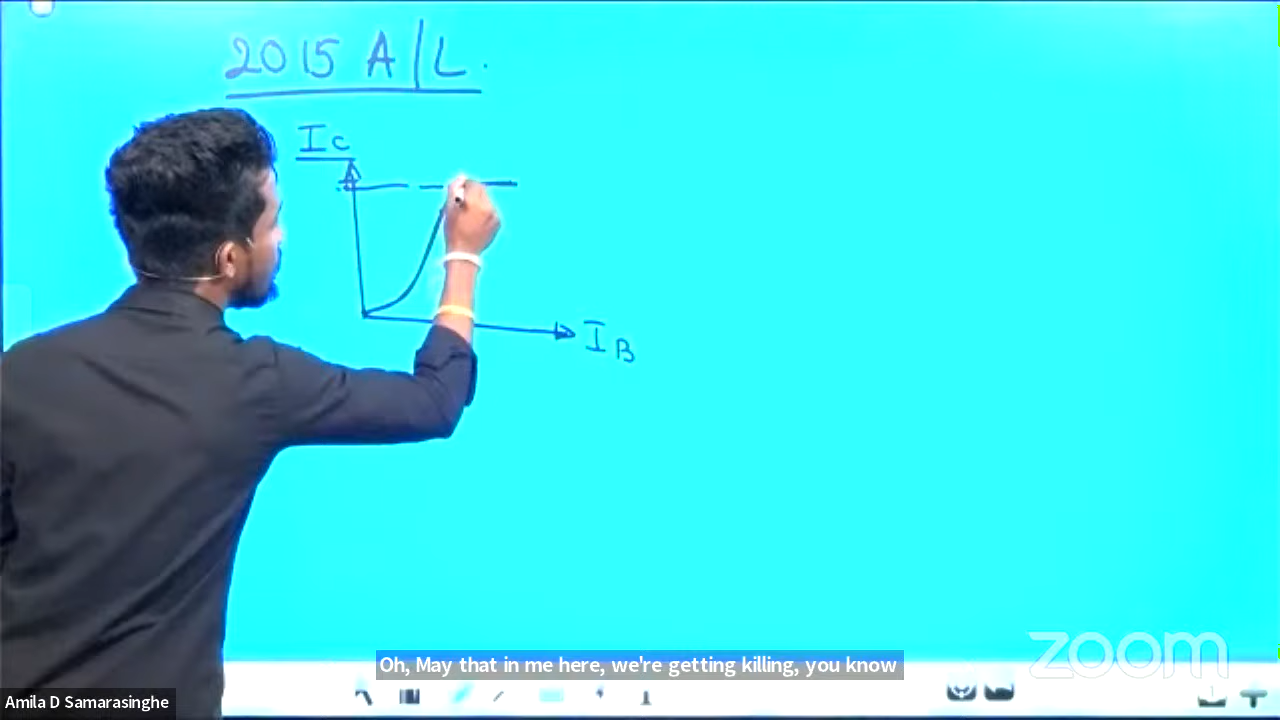 2015 A/L.
Ic
IB
zoom
Oh, May that in me here, we're getting killing, you know
Amila D Samarasinghe